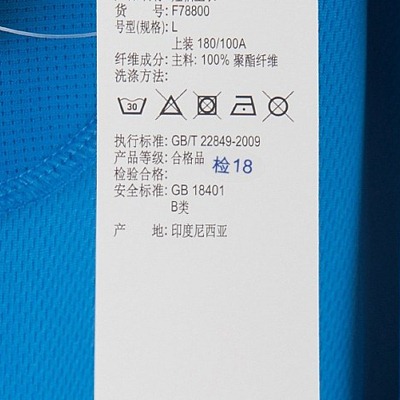 货 号: F78800
号型(规格): L
上装 180/100A
纤维成分: 主料: 100% 聚酯纤维
洗涤方法:
30
执行标准: GB/T 22849-2009
产品等级: 合格品
检验合格: 检18
安全标准: GB 18401
B类
产 地: 印度尼西亚